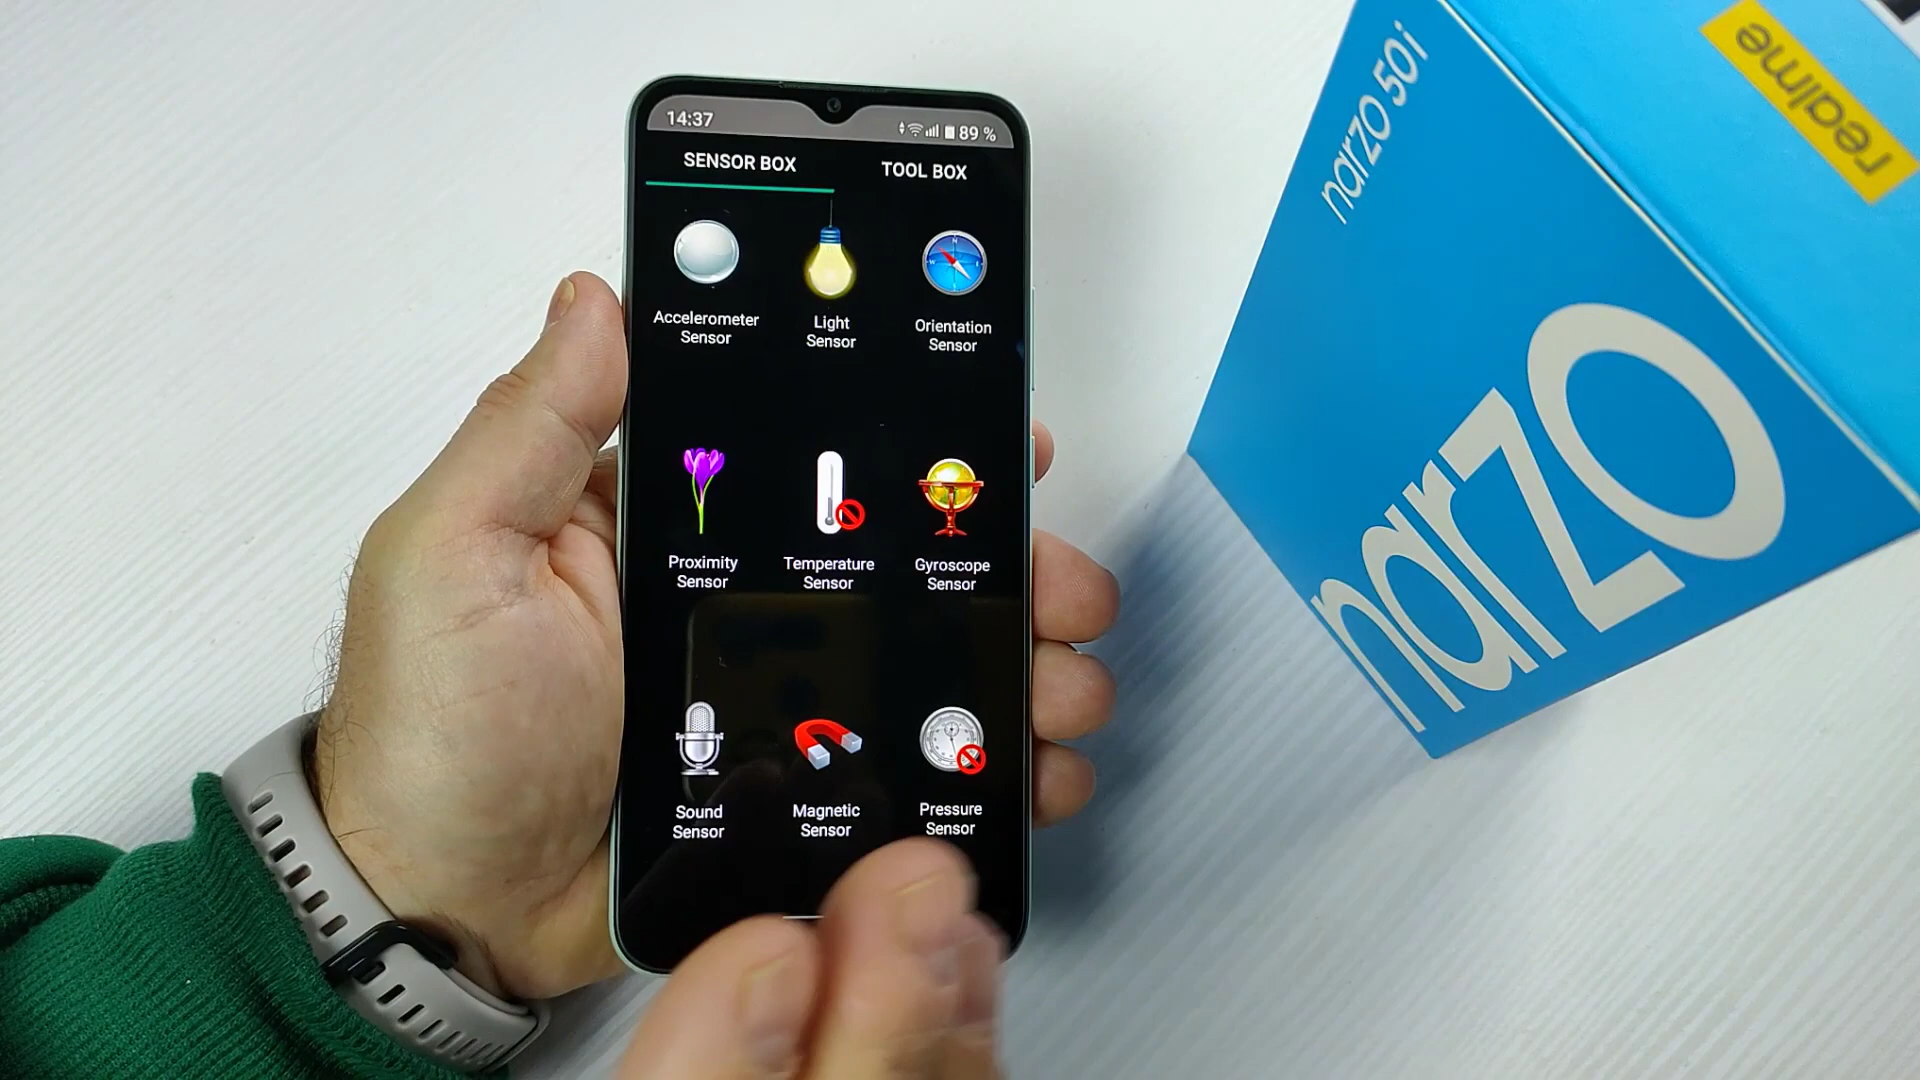 14:37
89 %
SENSOR BOX
TOOL BOX
Accelerometer
Sensor
Light
Sensor
Orientation
Sensor
Proximity
Sensor
Temperature
Sensor
Gyroscope
Sensor
Sound
Sensor
Magnetic
Sensor
Pressure
Sensor
narzo 50i
realme
narzo